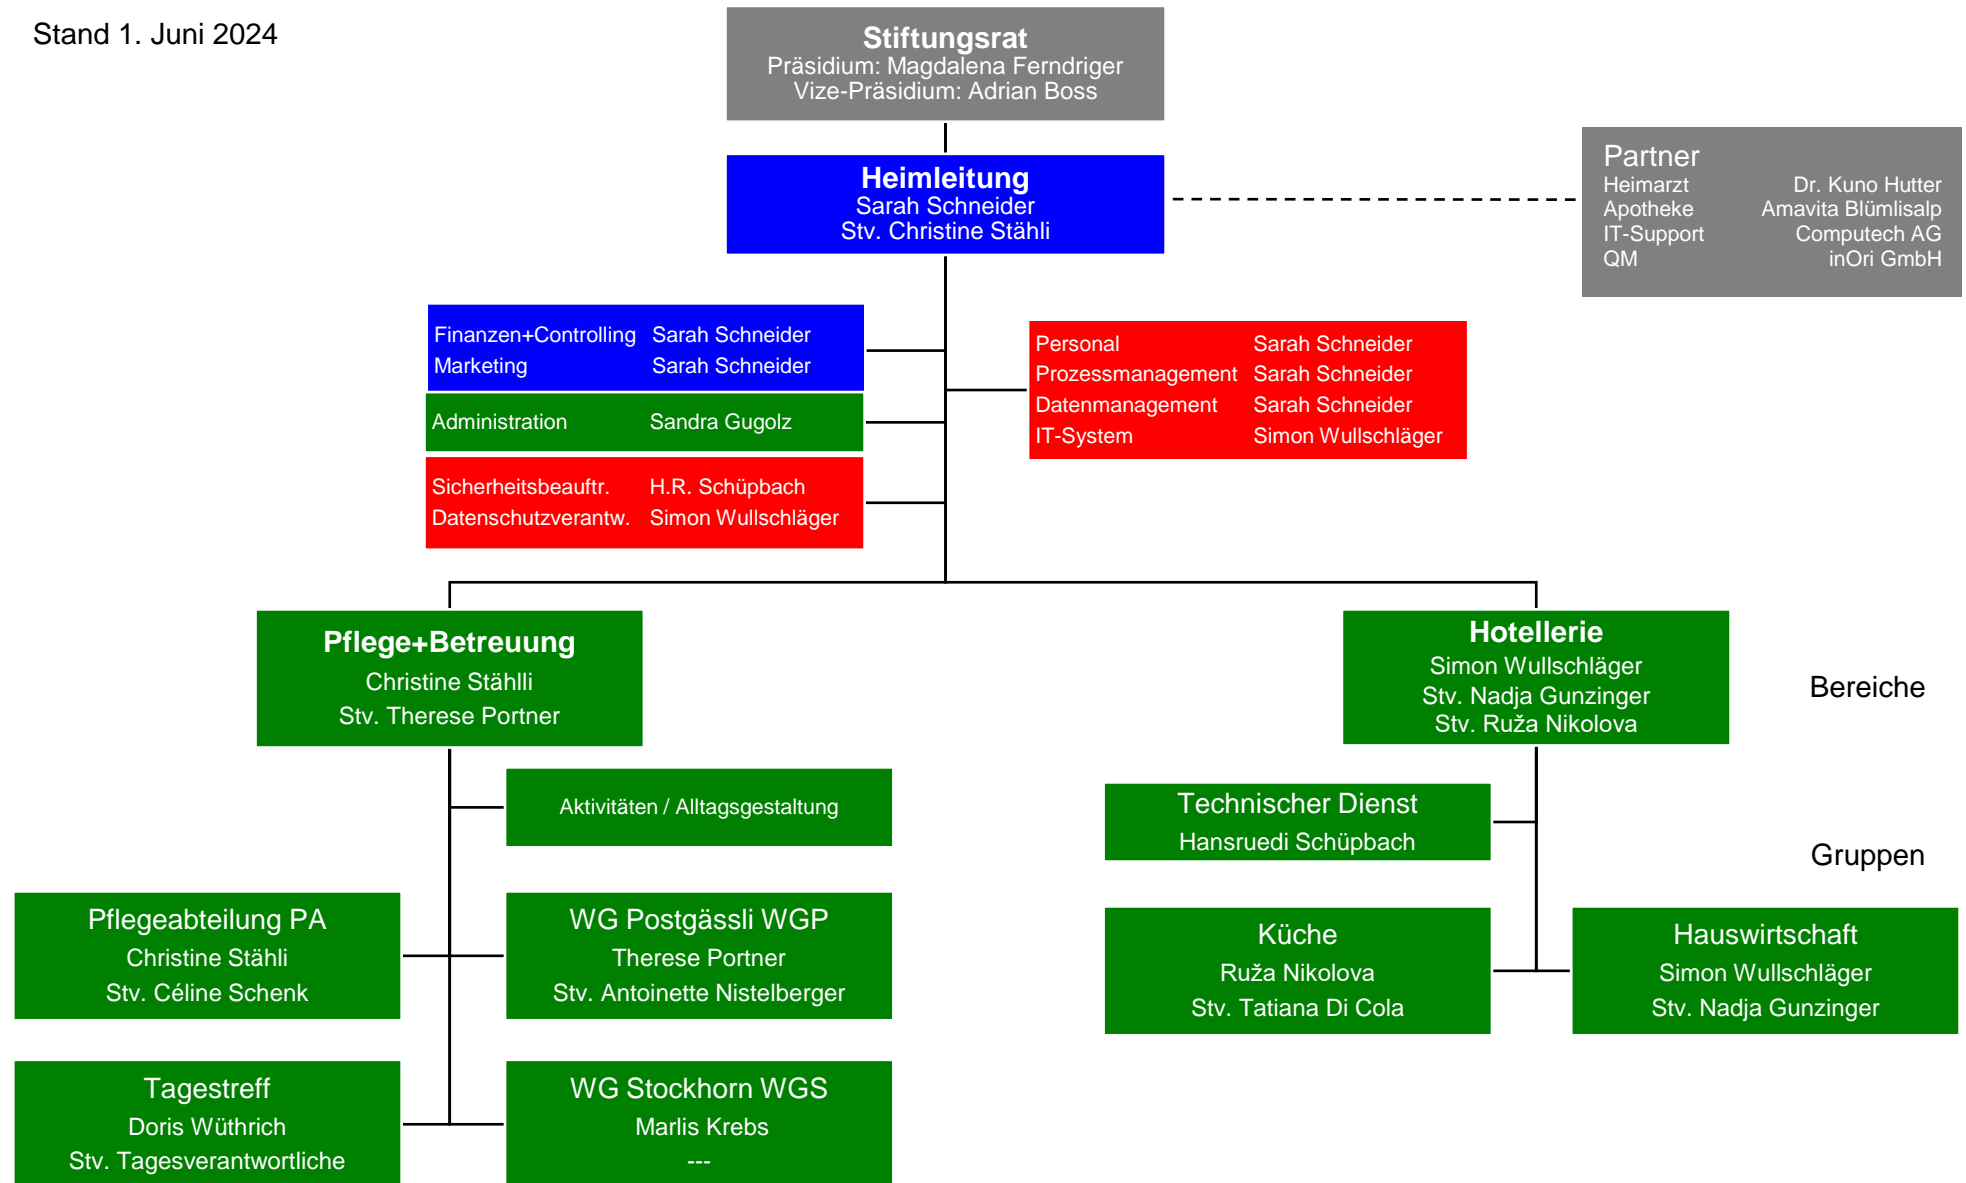 Stand 1. Juni 2024
Stiftungsrat
Präsidium: Magdalena Ferndriger
Vize-Präsidium: Adrian Boss
Heimleitung
Sarah Schneider
Stv. Christine Stähli
Partner
Heimarzt Dr. Kuno Hutter
Apotheke Amavita Blümlisalp
IT-Support Computech AG
QM inOri GmbH
Finanzen+Controlling Sarah Schneider
Marketing Sarah Schneider
Administration Sandra Gugolz
Sicherheitsbeauftr. H.R. Schüpbach
Datenschutzverantw. Simon Wullschläger
Personal Sarah Schneider
Prozessmanagement Sarah Schneider
Datenmanagement Sarah Schneider
IT-System Simon Wullschläger
Pflege+Betreuung
Christine Stählli
Stv. Therese Portner
Hotellerie
Simon Wullschläger
Stv. Nadja Gunzinger
Stv. Ruža Nikolova
Bereiche
Aktivitäten / Alltagsgestaltung
Technischer Dienst
Hansruedi Schüpbach
Gruppen
Pflegeabteilung PA
Christine Stähli
Stv. Céline Schenk
WG Postgässli WGP
Therese Portner
Stv. Antoinette Nistelberger
Küche
Ruža Nikolova
Stv. Tatiana Di Cola
Hauswirtschaft
Simon Wullschläger
Stv. Nadja Gunzinger
Tagestreff
Doris Wüthrich
Stv. Tagesverantwortliche
WG Stockhorn WGS
Marlis Krebs
---